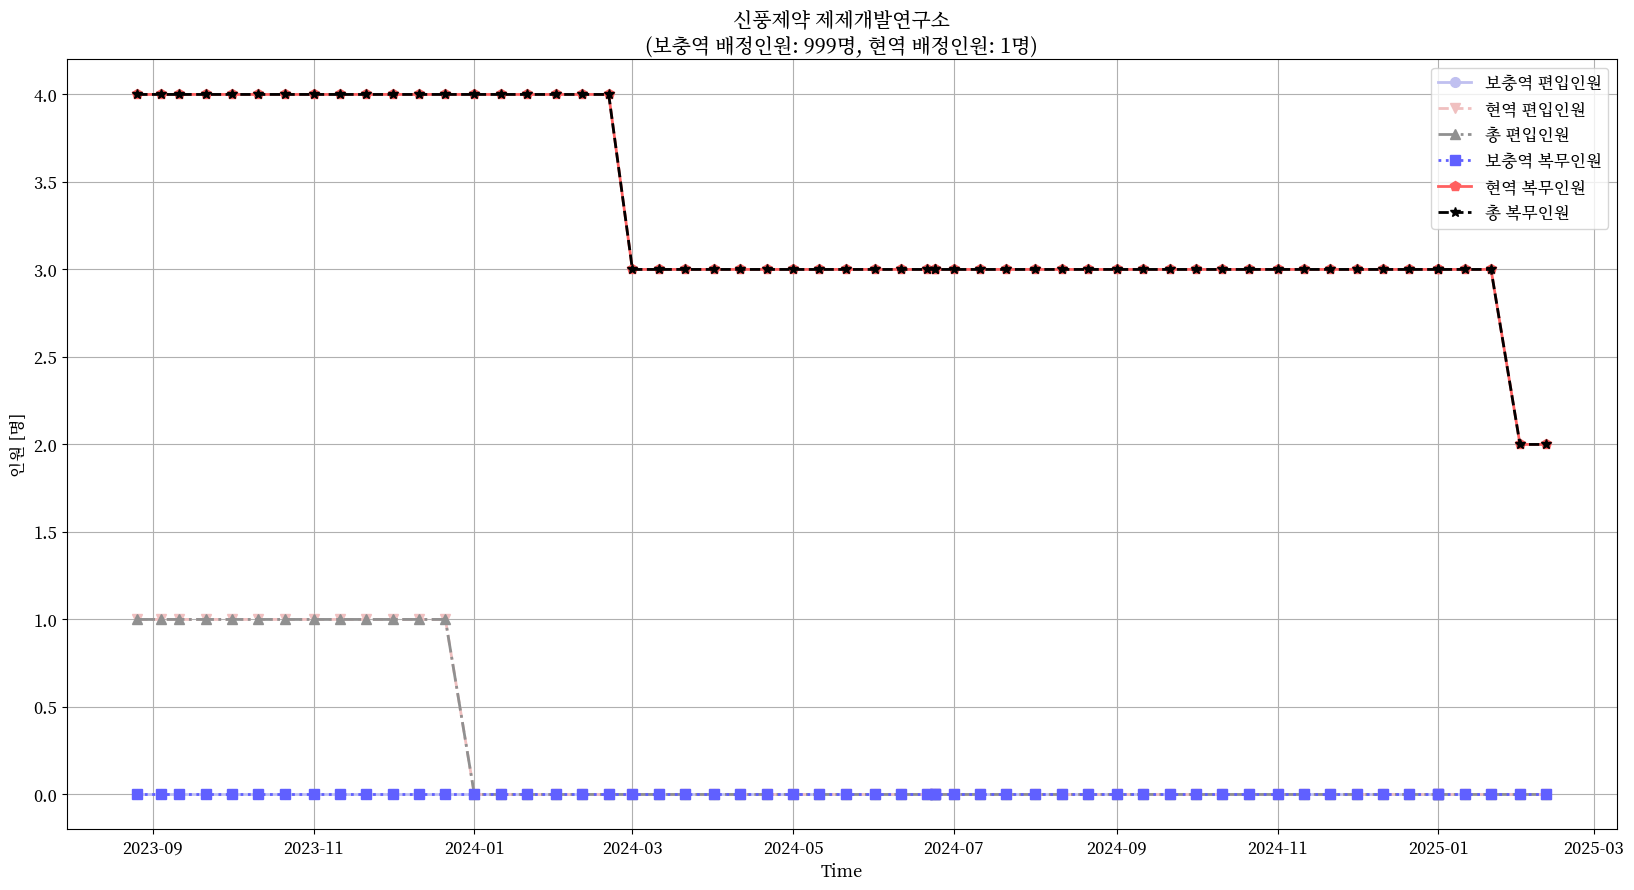 신풍제약 제제개발연구소
(보충역 배정인원: 999명, 현역 배정인원: 1명)
보충역 편입인원
현역 편입인원
총 편입인원
보충역 복무인원
현역 복무인원
총 복무인원
인원 [명]
4.0
3.5
3.0
2.5
2.0
1.5
1.0
0.5
0.0
2023-09 2023-11 2024-01 2024-03 2024-05 2024-07 2024-09 2024-11 2025-01 2025-03
Time